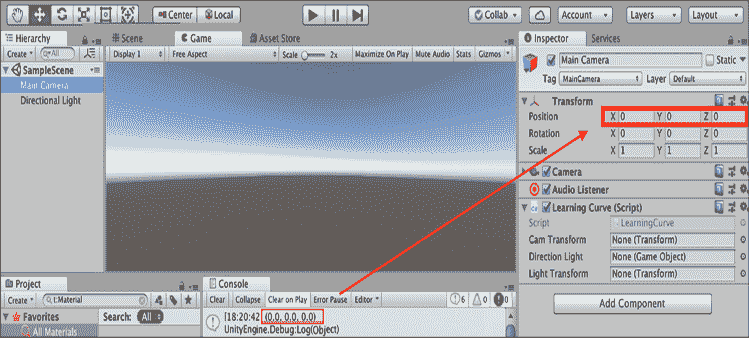 Center Local
Collab Account Layers Layout
Hierarchy
Create All
SampleScene
Main Camera
Directional Light
Scene Game Asset Store
Display 1 Free Aspect Scale 2x Maximize On Play Mute Audio Stats Gizmos
Inspector Services
Main Camera Static
Tag MainCamera Layer Default
Transform
Position X 0 Y 0 Z 0
Rotation X 0 Y 0 Z 0
Scale X 1 Y 1 Z 1
Camera
Audio Listener
Learning Curve (Script)
Script LearningCurve
Cam Transform None (Transform)
Direction Light None (Game Object)
Light Transform None (Transform)
Add Component
Project
Create t:Material
Favorites Search: All
All Materials
Console
Clear Collapse Clear on Play Error Pause Editor 6 0 0
[18:20:42 (0.0, 0.0, 0.0)
UnityEngine.Debug:Log(Object)